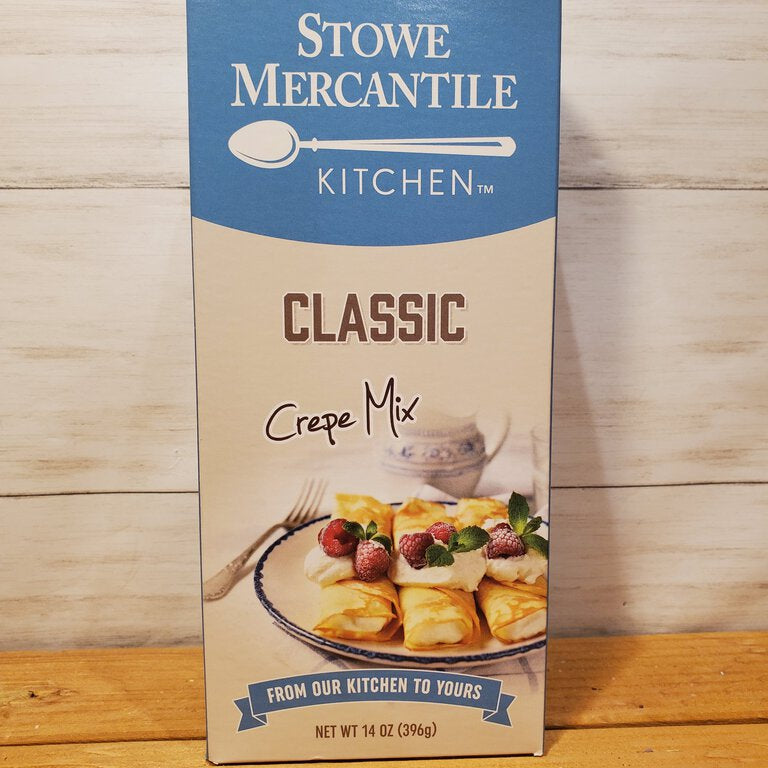 STOWE
MERCANTILE
KITCHEN™
CLASSIC
Crepe Mix
FROM OUR KITCHEN TO YOURS
NET WT 14 OZ (396g)